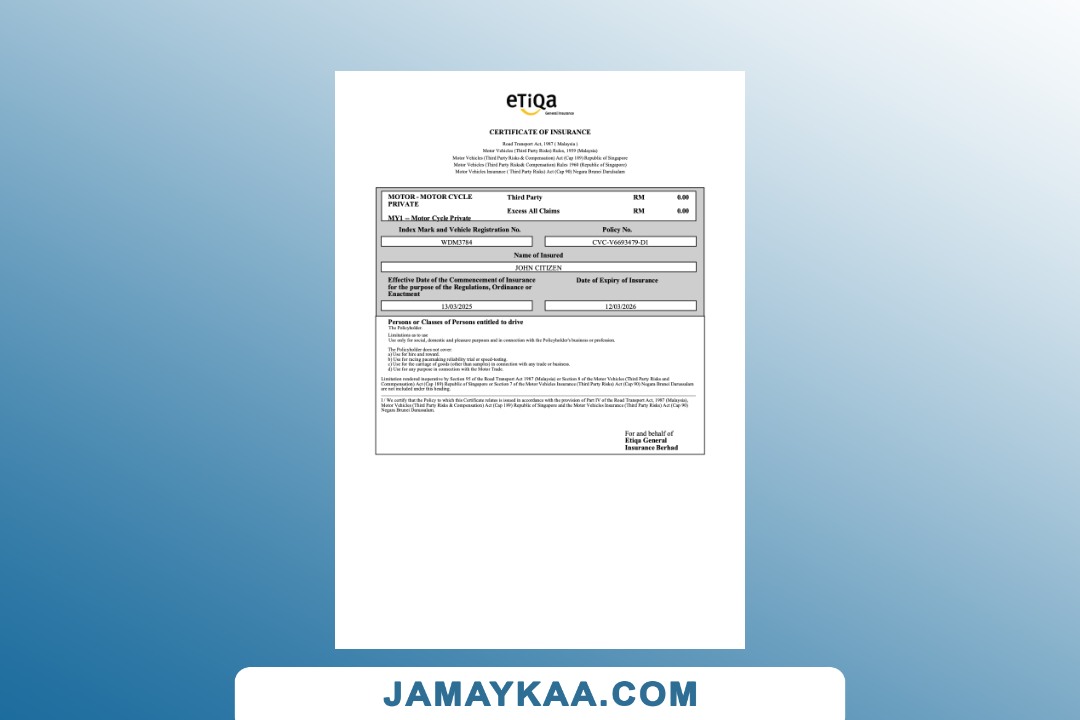 eTiQa
General Insurance
CERTIFICATE OF INSURANCE
Road Transport Act, 1987 ( Malaysia )
Motor Vehicles (Third Party Risks) Rules, 1959 (Malaysia)
Motor Vehicles (Third Party Risks & Compensation) Act (Cap 189) Republic of Singapore
Motor Vehicles (Third Party Risks& Compensation) Rules 1960 (Republic of Singapore)
Motor Vehicles Insurance ( Third Party Risks) Act (Cap 90) Negara Brunei Darussalam
MOTOR - MOTOR CYCLE PRIVATE
Third Party RM 0.00
Excess All Claims RM 0.00
MY1 -- Motor Cycle Private
Index Mark and Vehicle Registration No. Policy No.
WDM3784 CVC-V6693479-D1
Name of Insured
JOHN CITIZEN
Effective Date of the Commencement of Insurance
for the purpose of the Regulations, Ordinance or
Enactment
Date of Expiry of Insurance
13/03/2025 12/03/2026
Persons or Classes of Persons entitled to drive
The Policyholder.
Limitations as to use
Use only for social, domestic and pleasure purposes and in connection with the Policyholder's business or profession.
The Policyholder does not cover:
a) Use for hire and reward.
b) Use for racing pacemaking reliability trial or speed-testing.
c) Use for the carriage of goods (other than samples) in connection with any trade or business.
d) Use for any purpose in connection with the Motor Trade.
Limitation rendered inoperative by Section 95 of the Road Transport Act 1987 (Malaysia) or Section 8 of the Motor Vehicles (Third Party Risks and
Compensation) Act (Cap 189) Republic of Singapore or Section 7 of the Motor Vehicles Insurance (Third Party Risks) Act (Cap 90) Negara Brunei Darussalam
are not included under this heading.
I / We certify that the Policy to which this Certificate relates is issued in accordance with the provision of Part IV of the Road Transport Act, 1987 (Malaysia),
Motor Vehicles (Third Party Risks & Compensation) Act (Cap 189) Republic of Singapore and the Motor Vehicles Insurance (Third Party Risks) Act (Cap 90)
Negara Brunei Darussalam.
For and behalf of
Etiqa General
Insurance Berhad
JAMAYKAA.COM